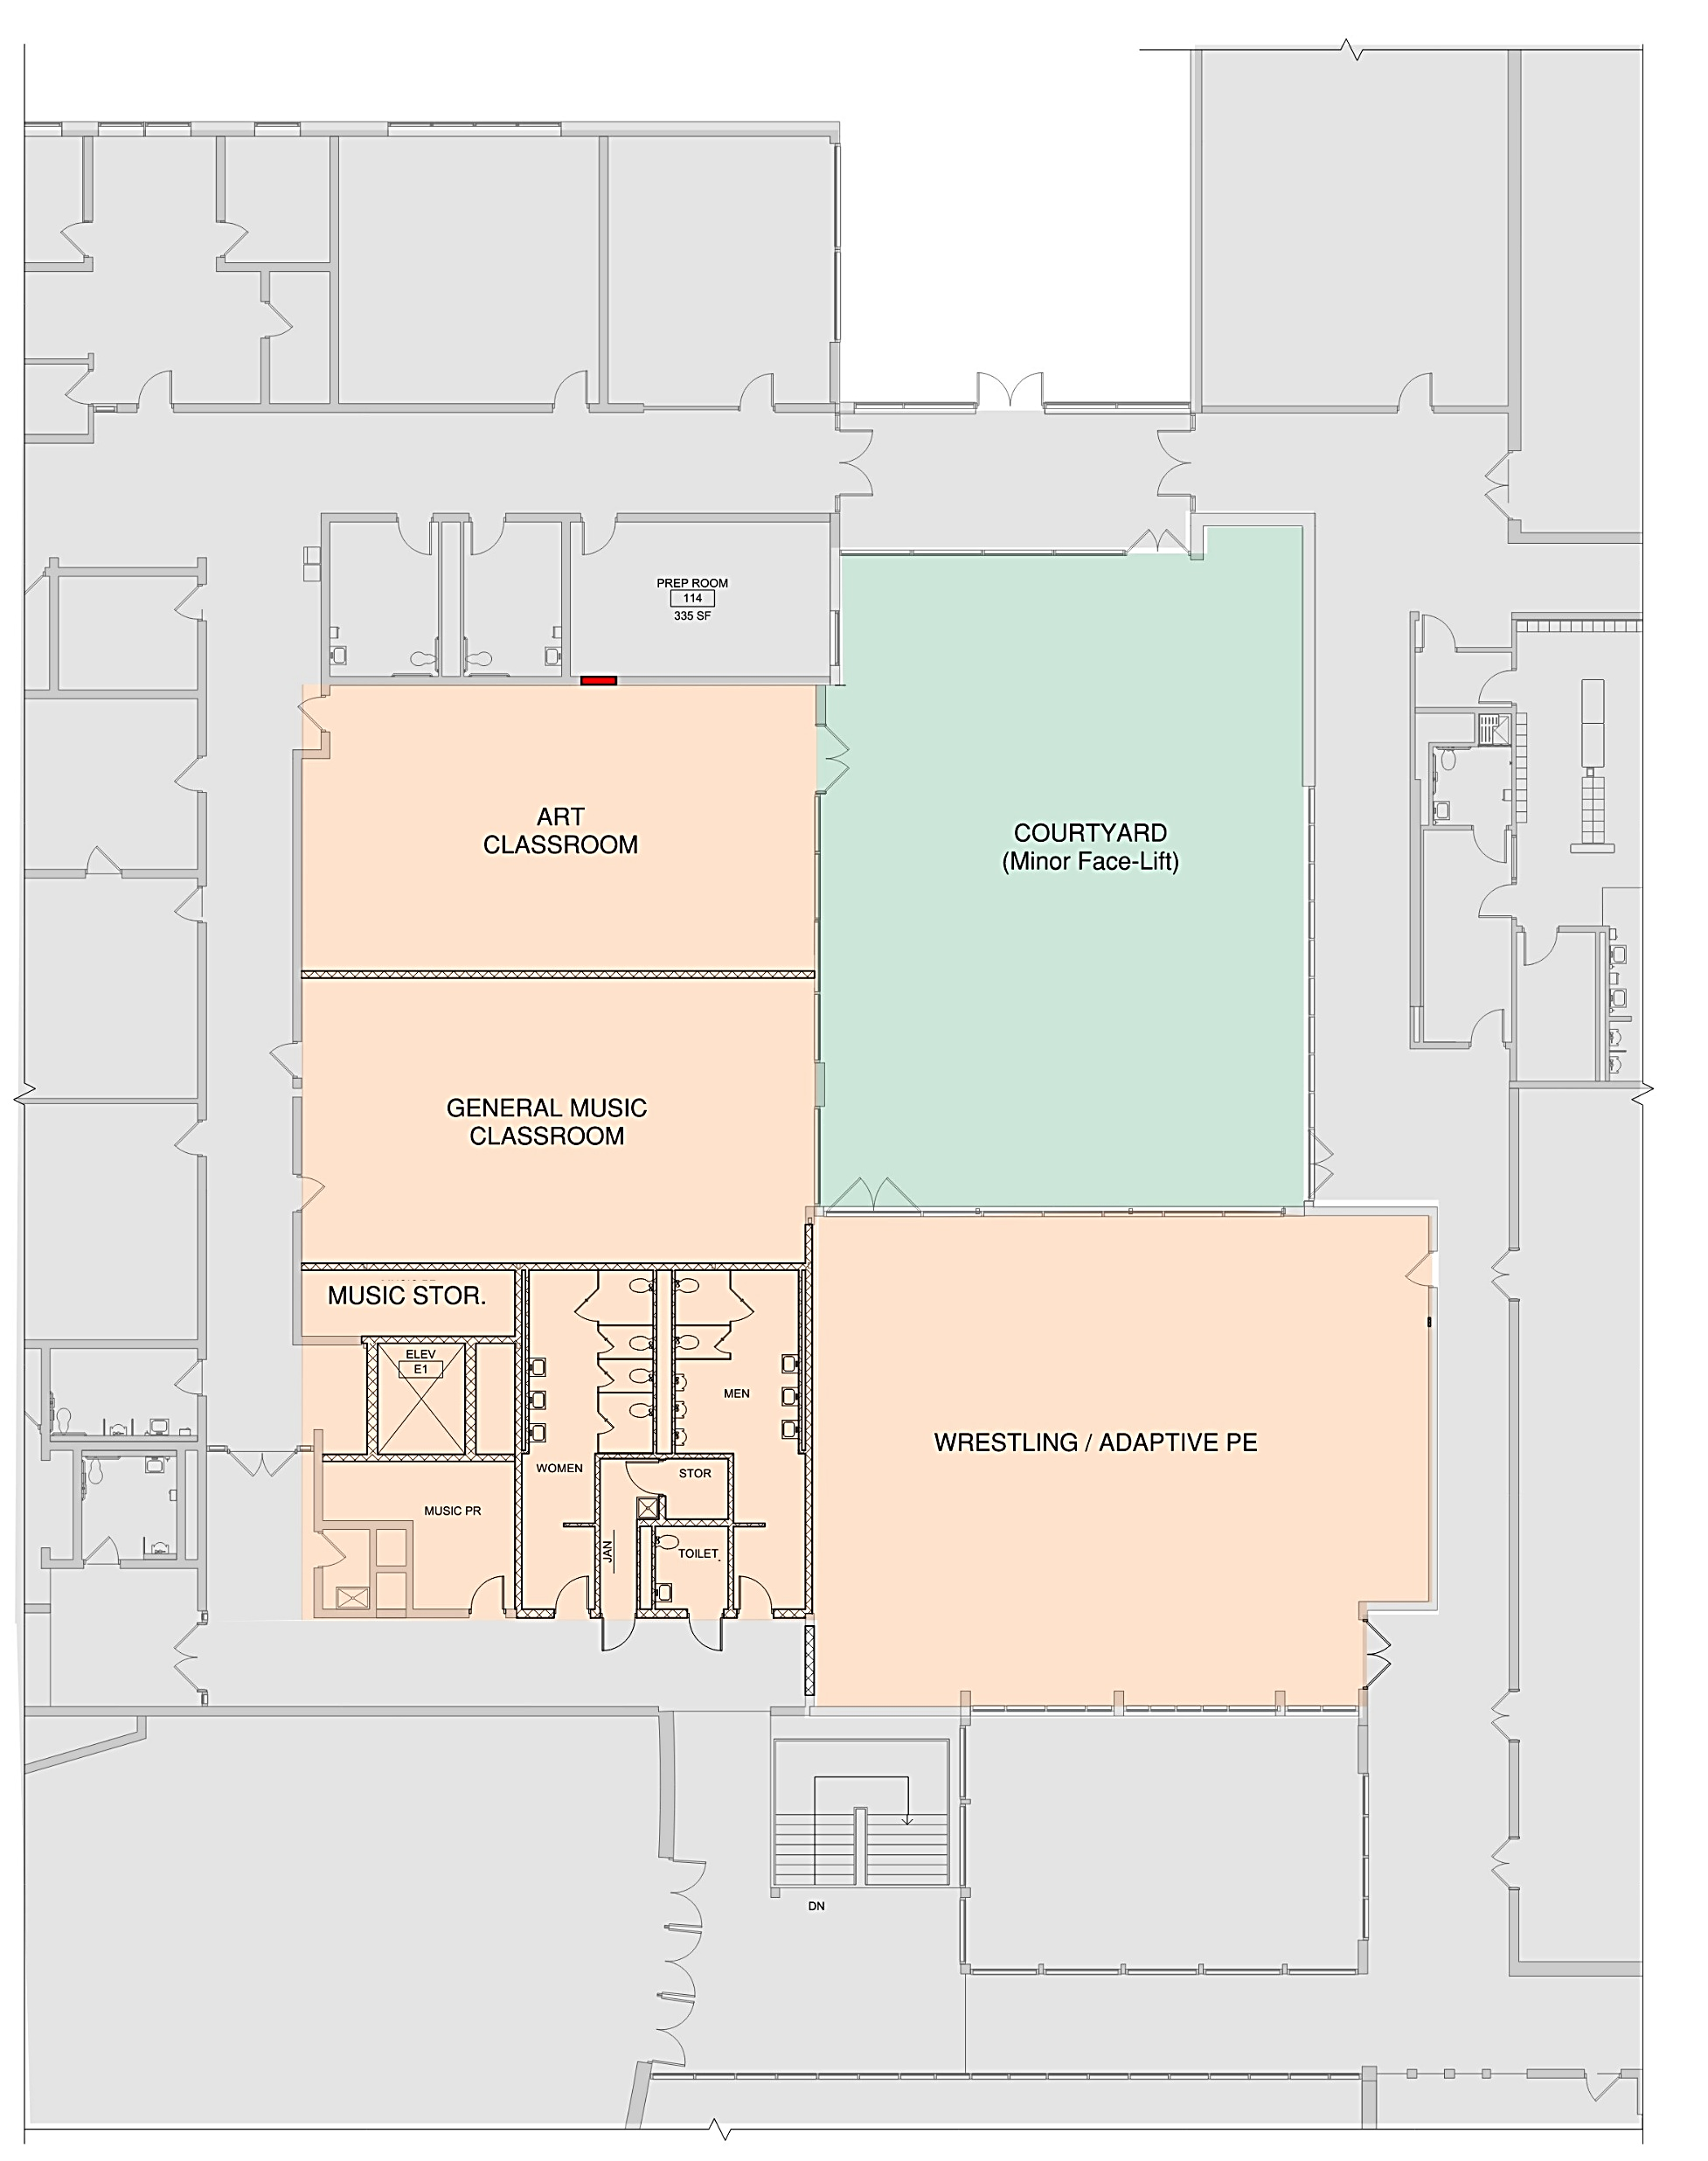 PREP ROOM
114
335 SF
ART
CLASSROOM
COURTYARD
(Minor Face-Lift)
GENERAL MUSIC
CLASSROOM
MUSIC STOR.
ELEV
E1
MEN
WRESTLING / ADAPTIVE PE
WOMEN
STOR
MUSIC PR
JAN
TOILET
DN